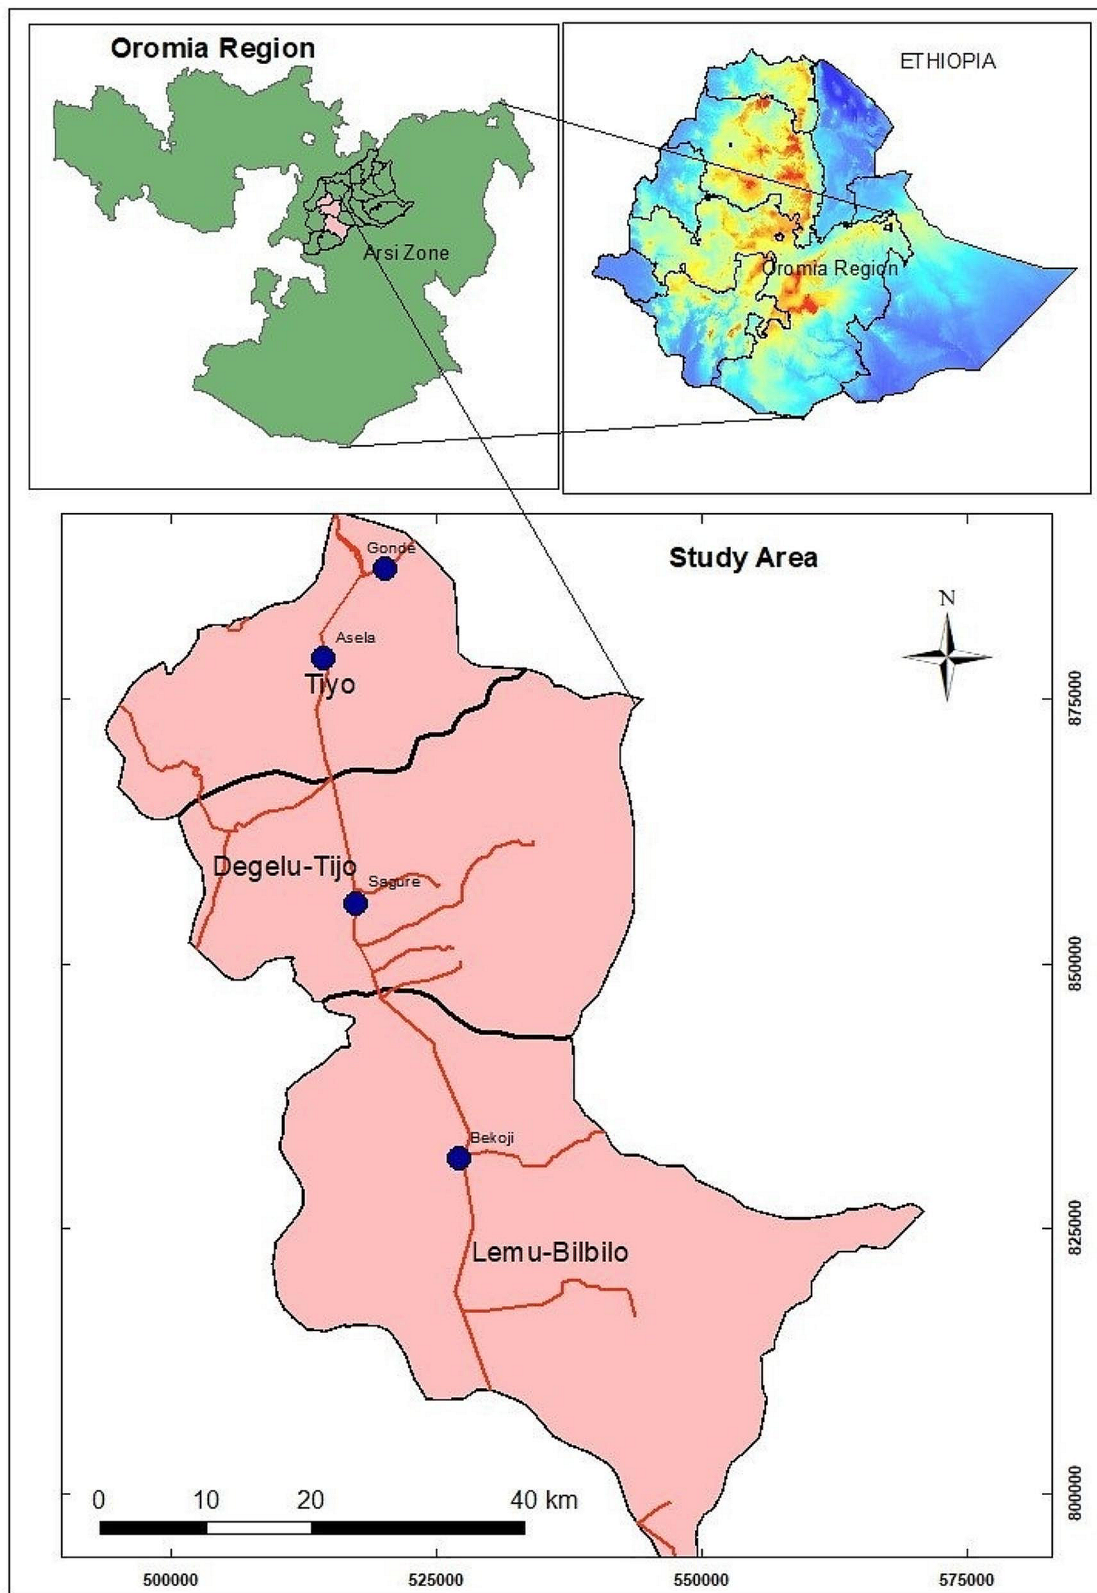 Oromia Region
Arsi Zone
ETHIOPIA
Oromia Region
Study Area
N
Gonde
Asela
Tiyo
Degelu-Tijo
Sagure
Bekoji
Lemu-Bilbilo
0 10 20 40 km
875000
850000
825000
800000
500000 525000 550000 575000